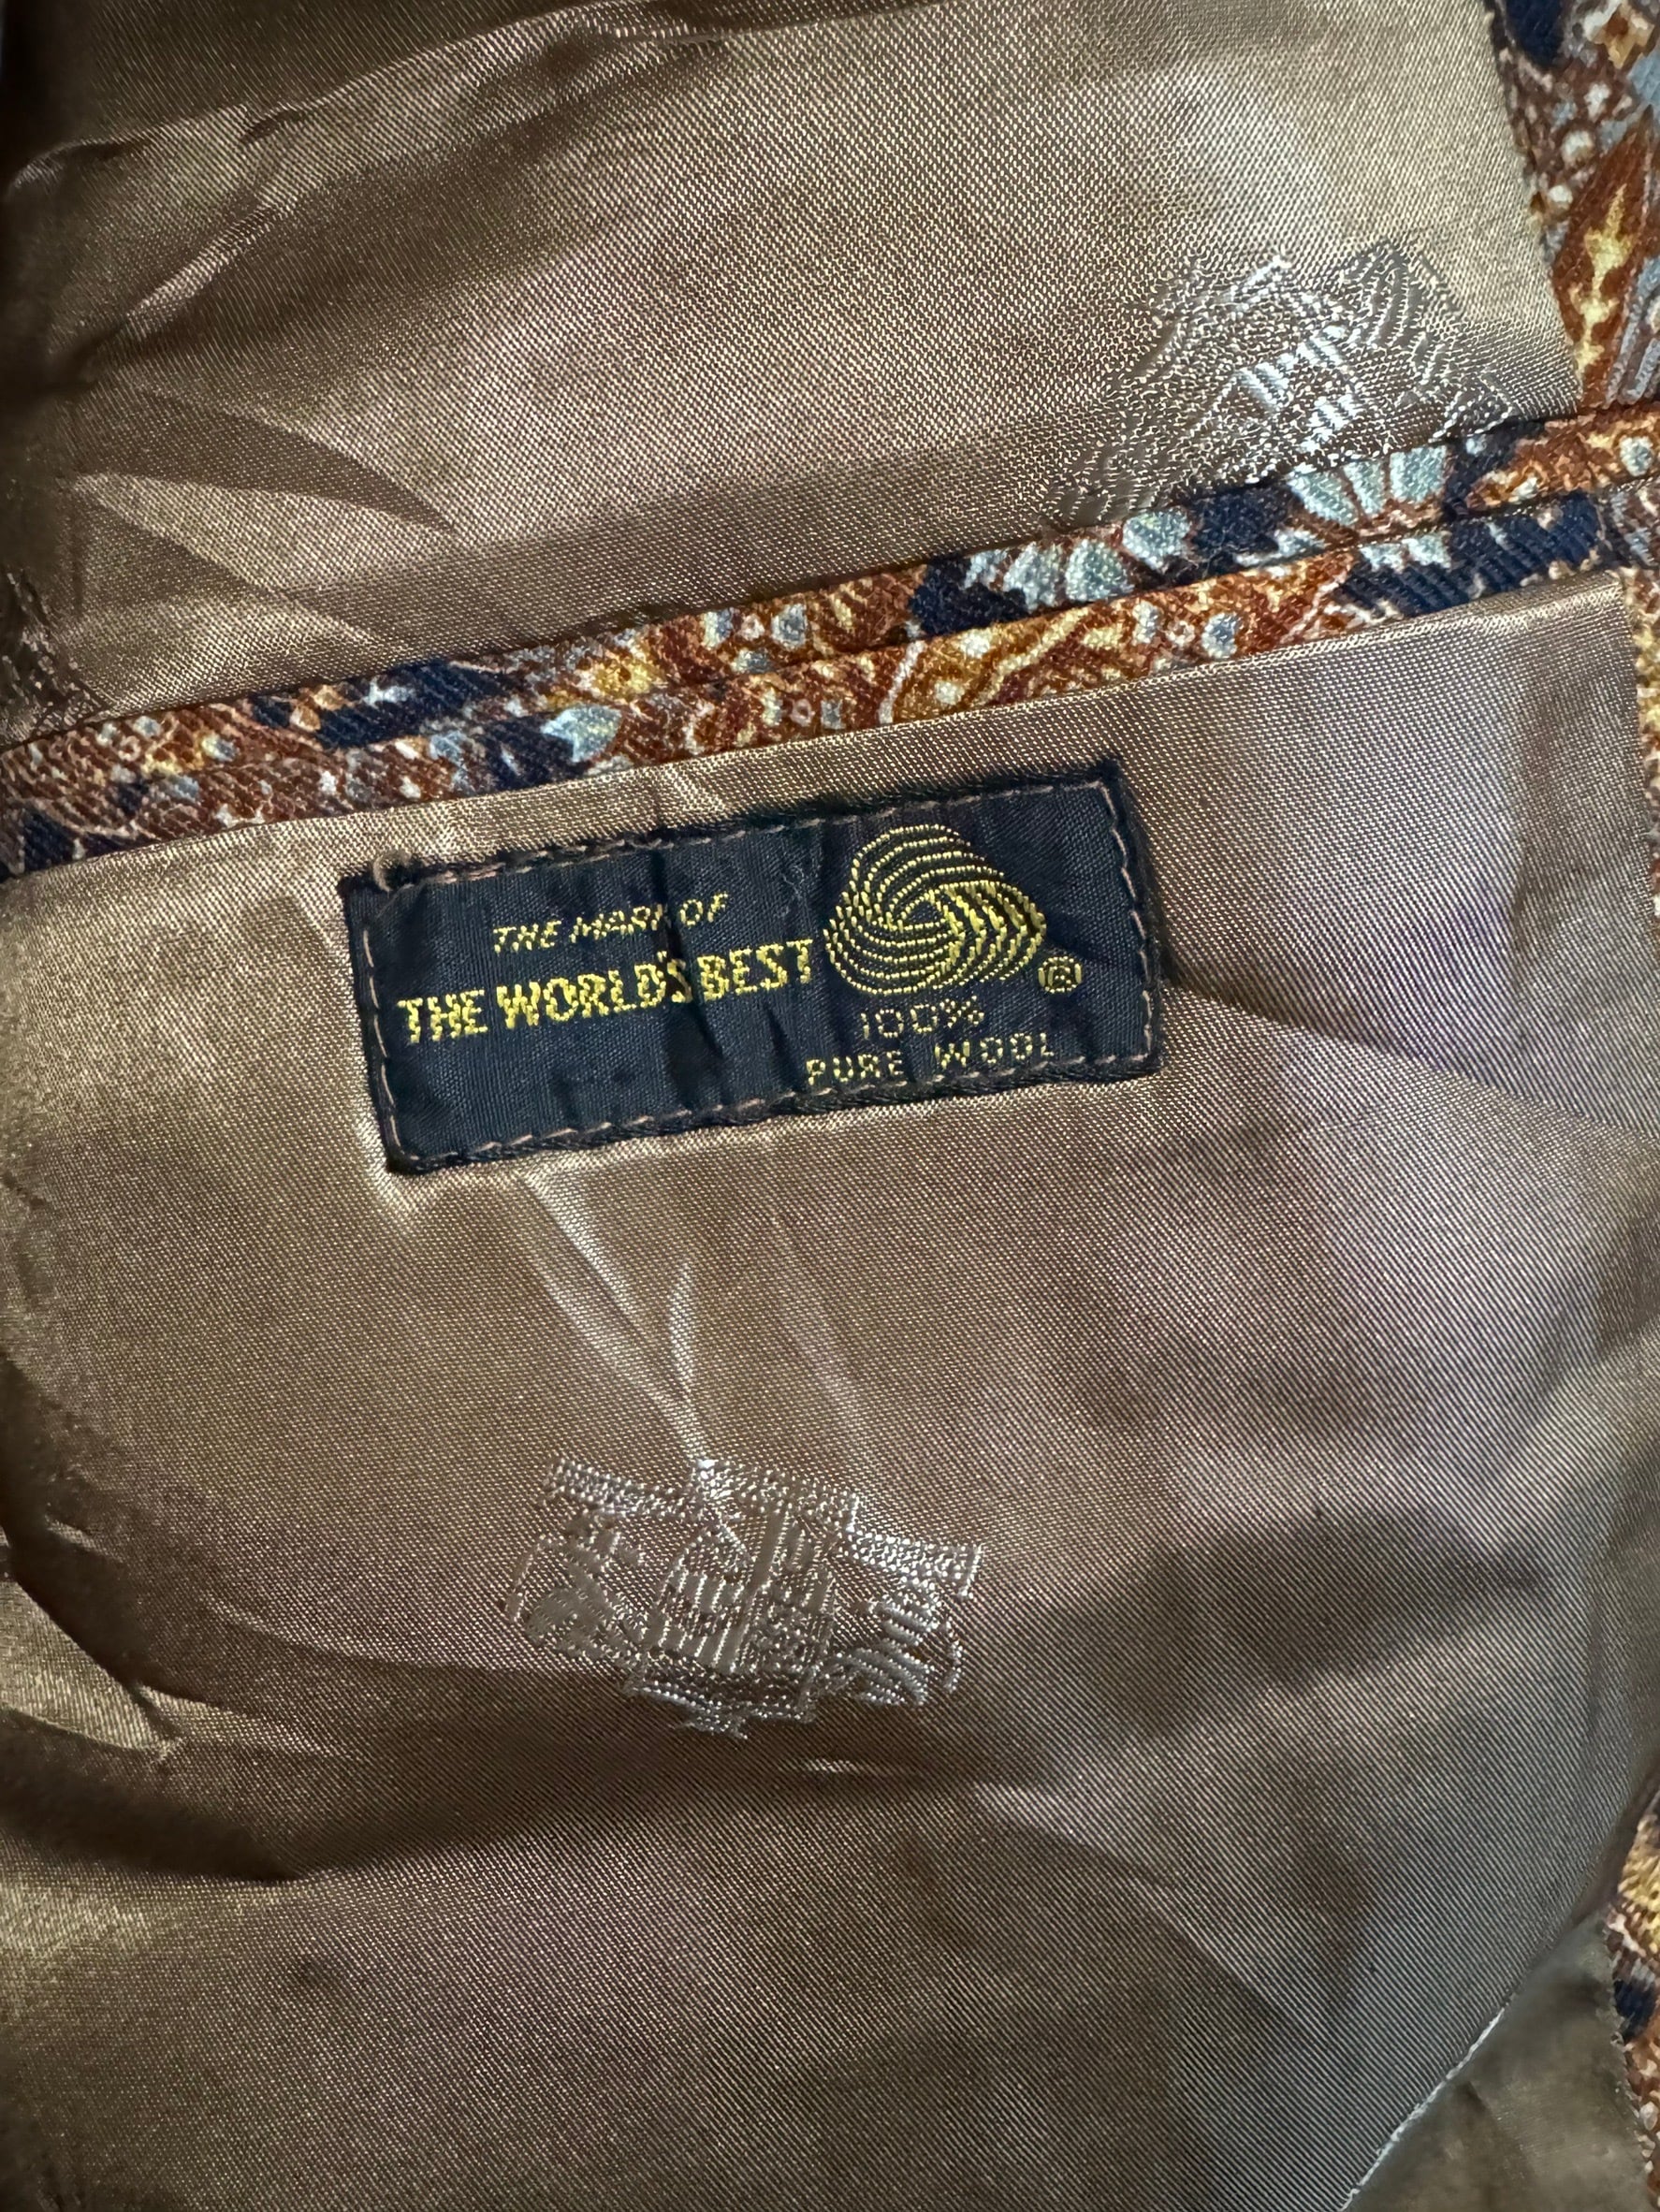 THE MARK OF
THE WORLD'S BEST
®
100%
PURE WOOL